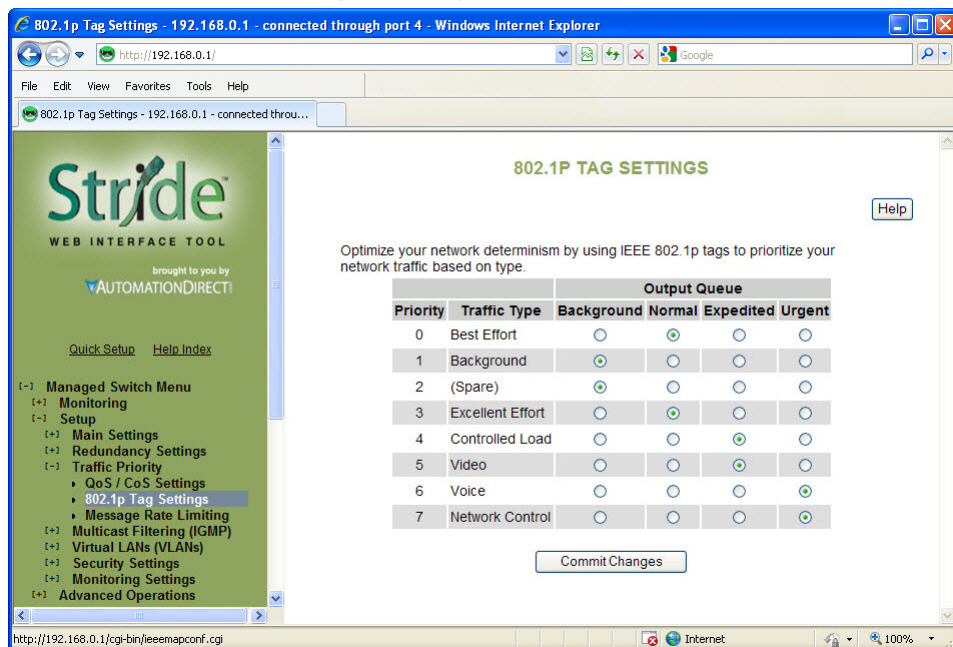 802.1p Tag Settings - 192.168.0.1 - connected through port 4 - Windows Internet Explorer
http://192.168.0.1/
Google
File Edit View Favorites Tools Help
802.1p Tag Settings - 192.168.0.1 - connected throu...
Stride™
WEB INTERFACE TOOL
brought to you by
AUTOMATIONDIRECT
Quick Setup Help Index
[-] Managed Switch Menu
[+] Monitoring
[-] Setup
[+] Main Settings
[+] Redundancy Settings
[-] Traffic Priority
QoS / CoS Settings
802.1p Tag Settings
Message Rate Limiting
[+] Multicast Filtering (IGMP)
[+] Virtual LANs (VLANs)
[+] Security Settings
[+] Monitoring Settings
[+] Advanced Operations
802.1P TAG SETTINGS
Help
Optimize your network determinism by using IEEE 802.1p tags to prioritize your
network traffic based on type.
Output Queue
Priority Traffic Type Background Normal Expedited Urgent
0 Best Effort
1 Background
2 (Spare)
3 Excellent Effort
4 Controlled Load
5 Video
6 Voice
7 Network Control
Commit Changes
http://192.168.0.1/cgi-bin/ieeemapconf.cgi
Internet
100%